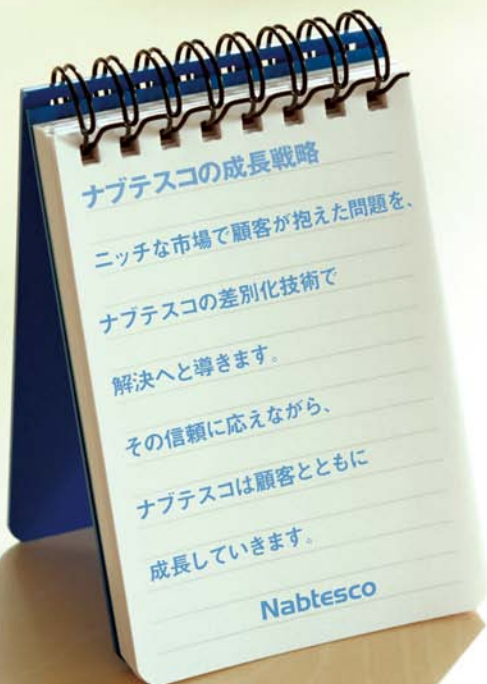 ナブテスコの成長戦略
ニッチな市場で顧客が抱えた問題を、
ナブテスコの差別化技術で
解決へと導きます。
その信頼に応えながら、
ナブテスコは顧客とともに
成長していきます。
Nabtesco